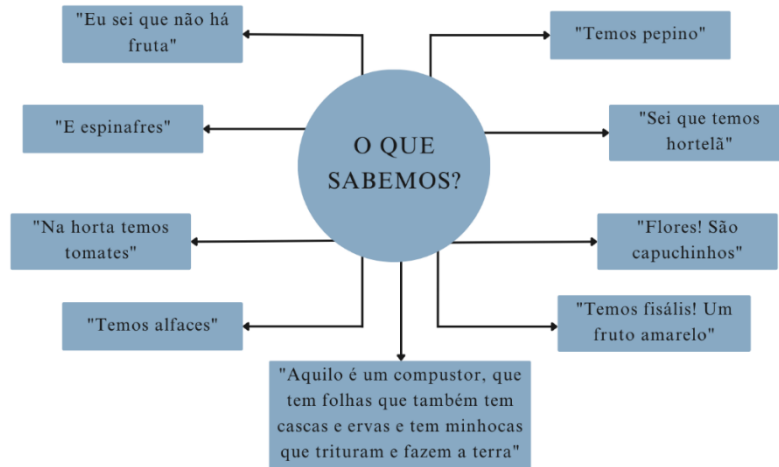 "Eu sei que não há
fruta"
"Temos pepino"
"E espinafres"
O QUE
SABEMOS?
"Sei que temos
hortelã"
"Na horta temos
tomates"
"Flores! São
capuchinhos"
"Temos alfaces"
"Temos fisális! Um
fruto amarelo"
"Aquilo é um compustor, que
tem folhas que também tem
cascas e ervas e tem minhocas
que trituram e fazem a terra"